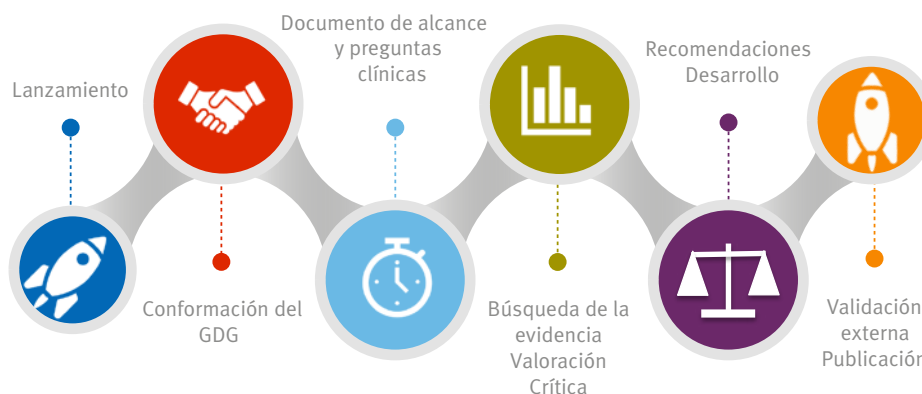 Lanzamiento
Conformación del
GDG
Documento de alcance
y preguntas
clínicas
Búsqueda de la
evidencia
Valoración
Crítica
Recomendaciones
Desarrollo
Validación
externa
Publicación